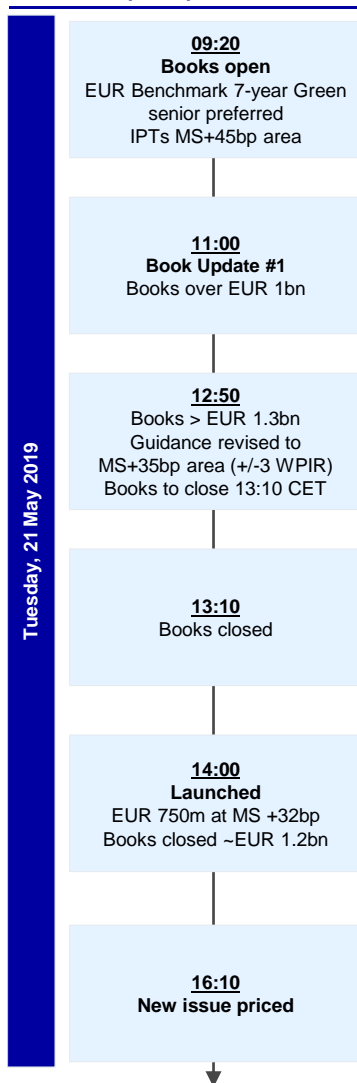 Tuesday, 21 May 2019
09:20
Books open
EUR Benchmark 7-year Green
senior preferred
IPTs MS+45bp area
11:00
Book Update #1
Books over EUR 1bn
12:50
Books > EUR 1.3bn
Guidance revised to
MS+35bp area (+/-3 WPIR)
Books to close 13:10 CET
13:10
Books closed
14:00
Launched
EUR 750m at MS +32bp
Books closed ~EUR 1.2bn
16:10
New issue priced